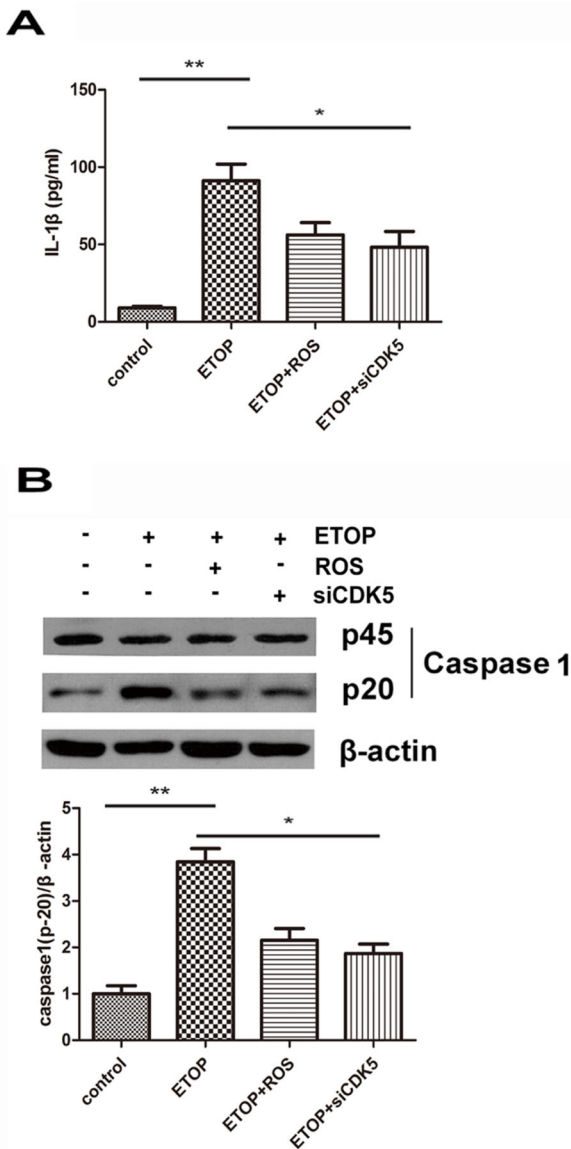 A
**
*
IL-1β (pg/ml)
150
100
50
0
control
ETOP
ETOP+ROS
ETOP+siCDK5
B
- + + + ETOP
- - + - ROS
- - - + siCDK5
p45
p20
Caspase 1
β-actin
**
*
caspase1(p-20)/β -actin
5
4
3
2
1
0
control
ETOP
ETOP+ROS
ETOP+siCDK5